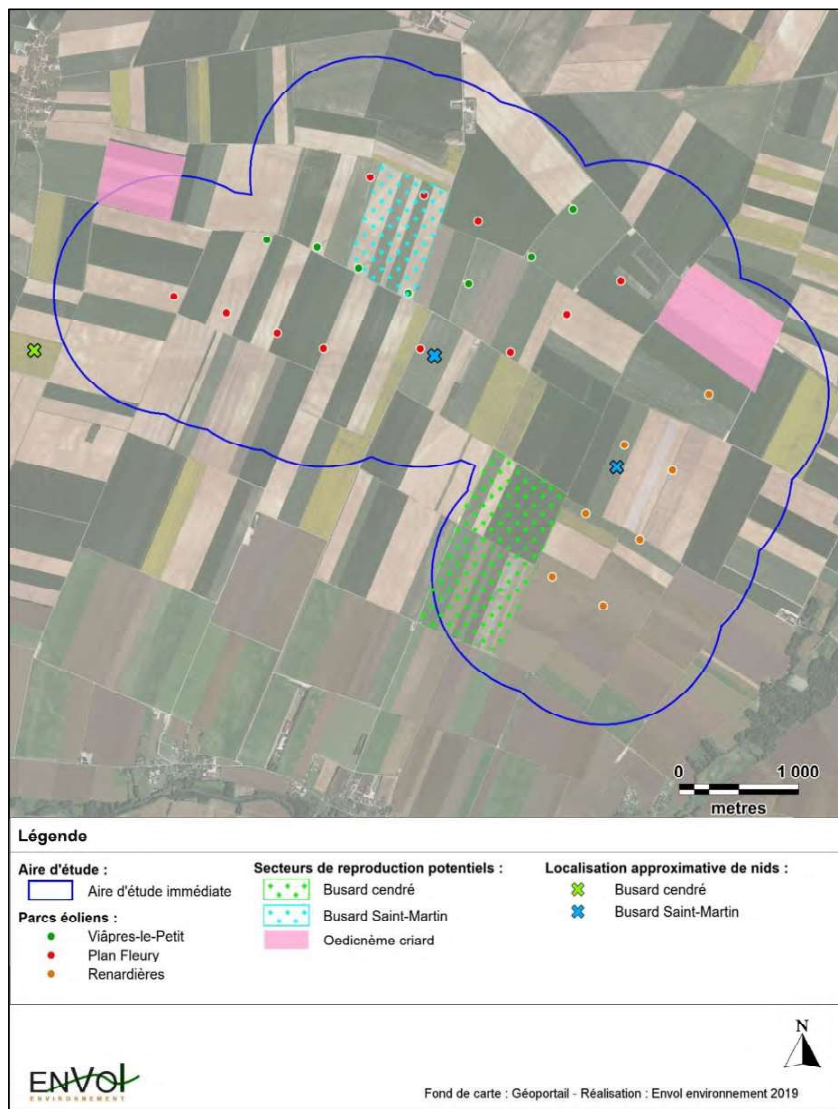 0 1 000
metres
Légende
Aire d'étude :
Aire d'étude immédiate
Parcs éoliens :
Viâpres-le-Petit
Plan Fleury
Renardières
Secteurs de reproduction potentiels :
Busard cendré
Busard Saint-Martin
Oedicnème criard
Localisation approximative de nids :
Busard cendré
Busard Saint-Martin
N
ENVOL
ENVIRONNEMENT
Fond de carte : Géoportail - Réalisation : Envol environnement 2019